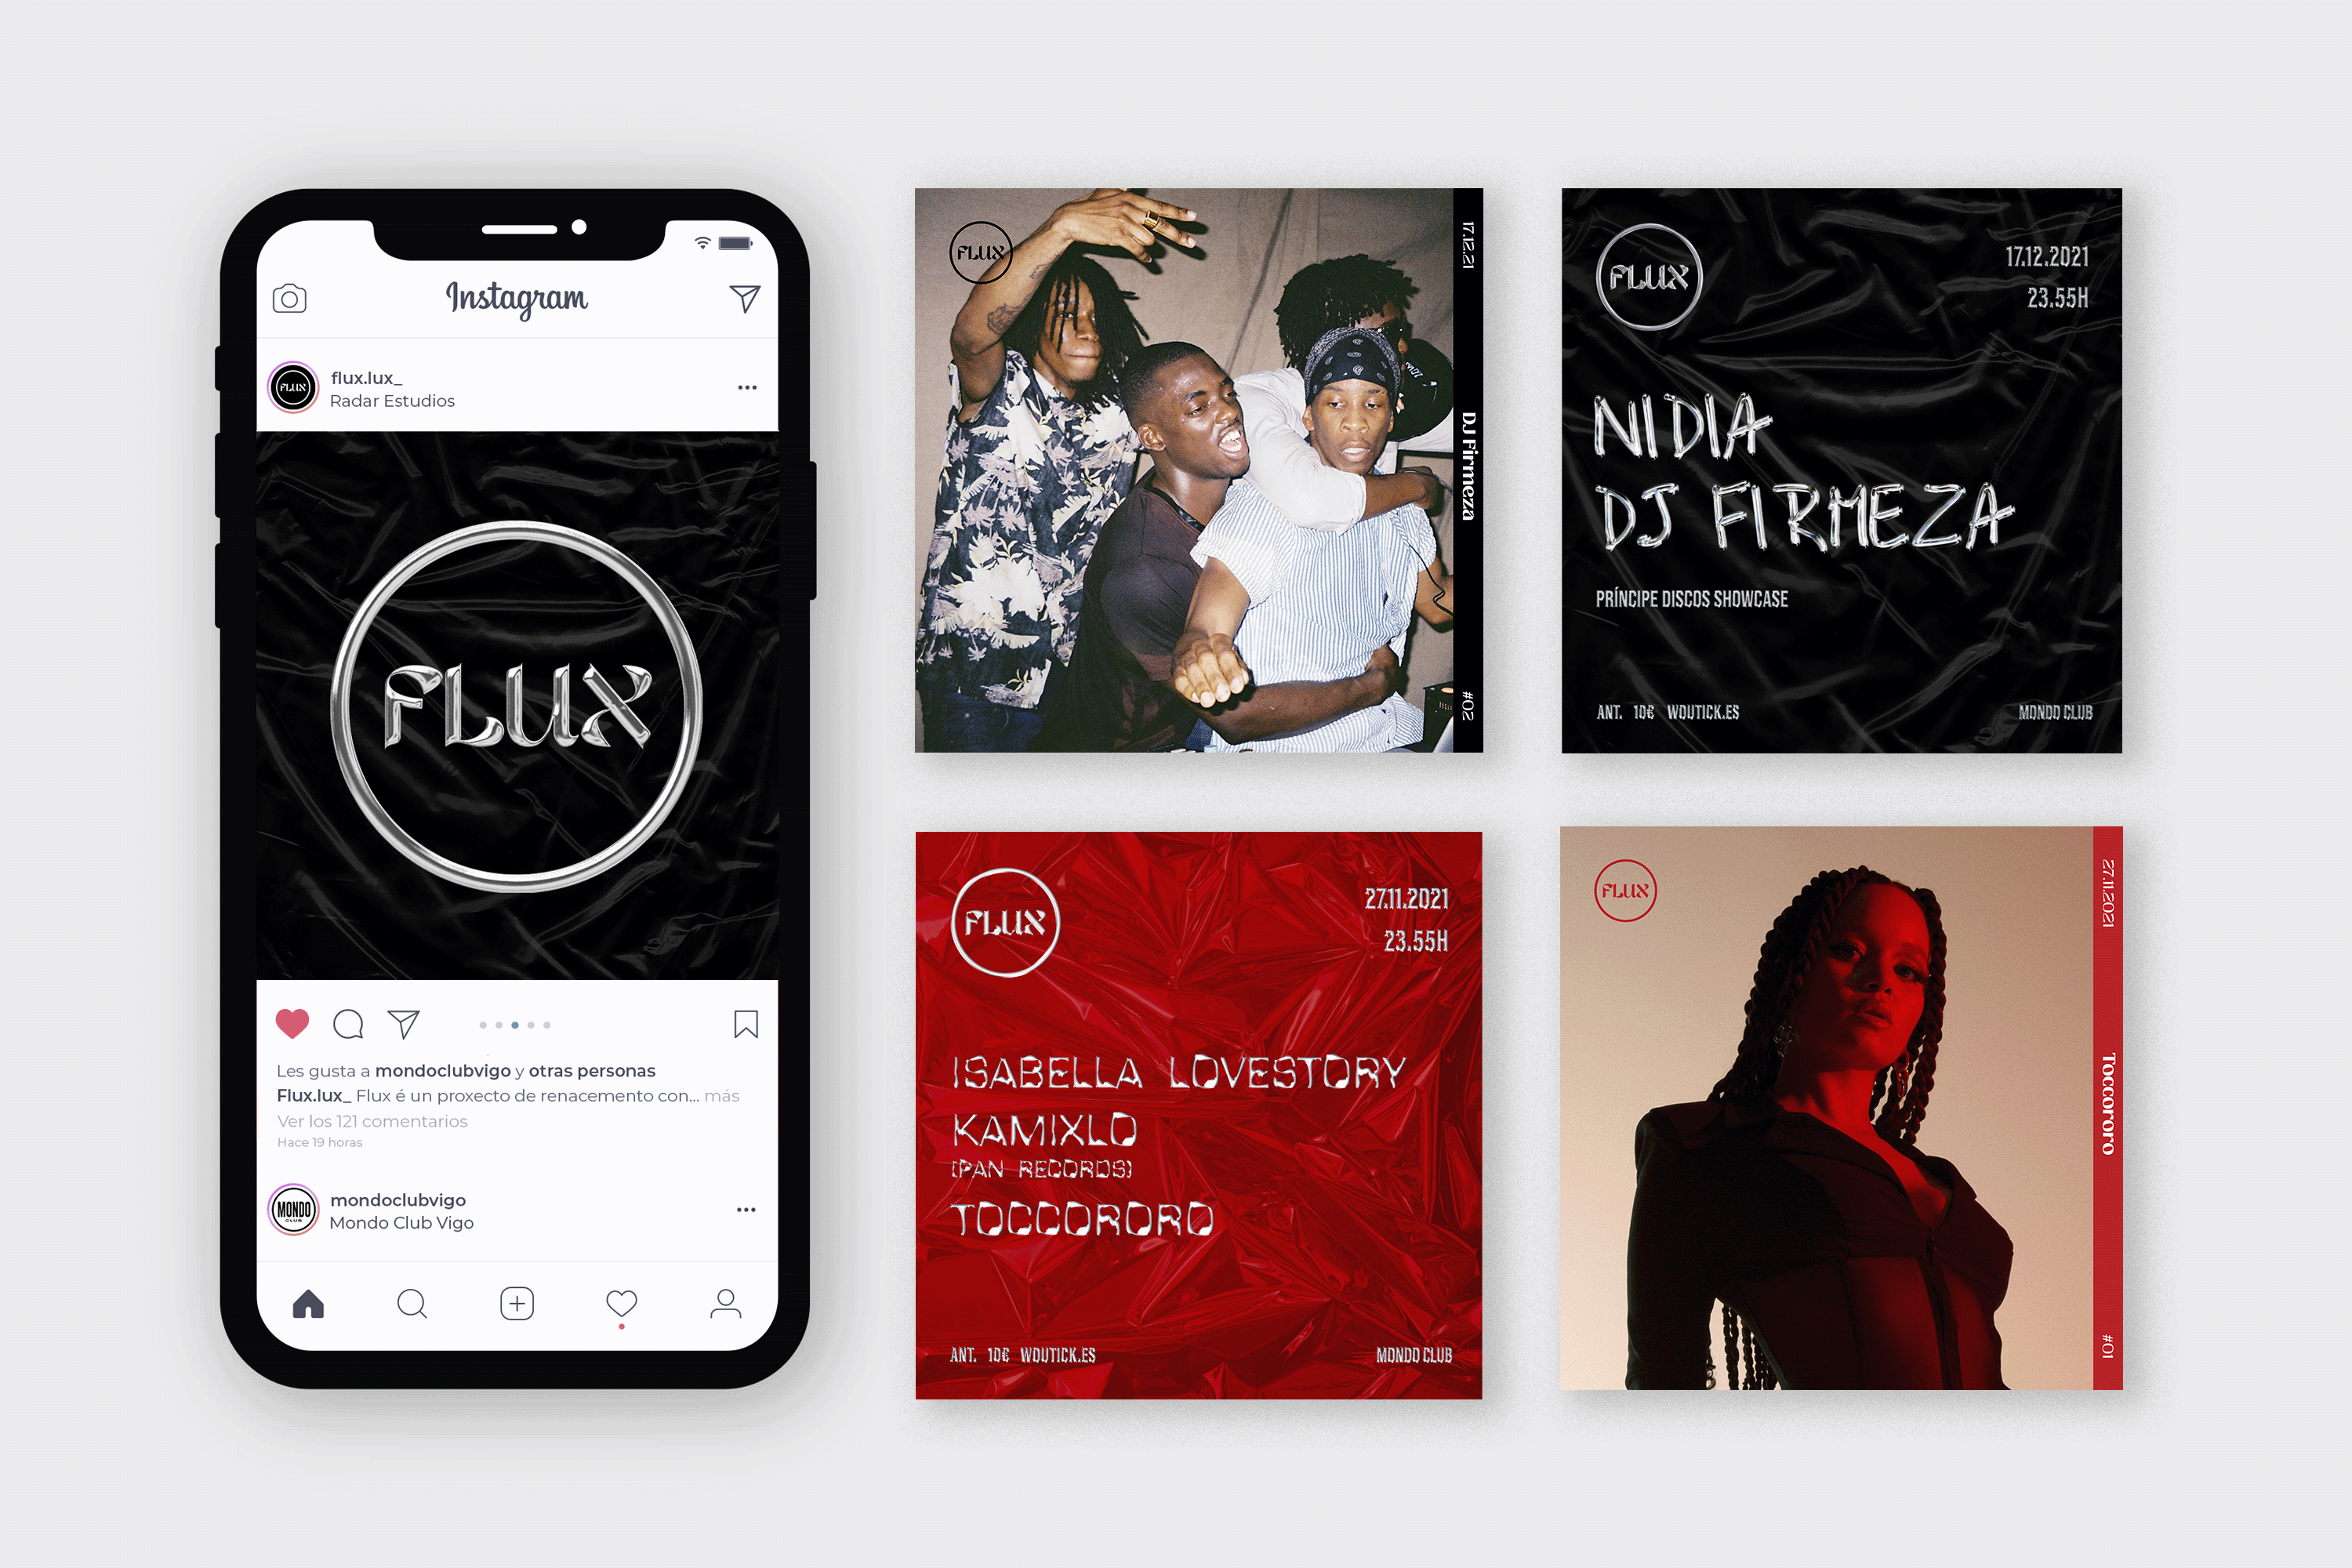 Instagram
FLUX
flux.lux_
Radar Estudios
FLUX
Les gusta a mondoclubvigo y otras personas
Flux.lux_ Flux é un proxecto de renacemento con... más
Ver los 121 comentarios
Hace 19 horas
MONDO
CLUB
mondoclubvigo
Mondo Club Vigo
FLUX
17.12.21
DJ Firmeza
#02
FLUX
17.12.2021
23.55H
NIDIA
DJ FIRMEZA
PRÍNCIPE DISCOS SHOWCASE
ANT. 10€ WOUTICK.ES
MONDO CLUB
FLUX
27.11.2021
23.55H
ISABELLA LOVESTORY
KAMIXLO
(PAN RECORDS)
TOCCORORO
ANT. 10€ WOUTICK.ES
MONDO CLUB
FLUX
27.11.2021
Toccororo
#01